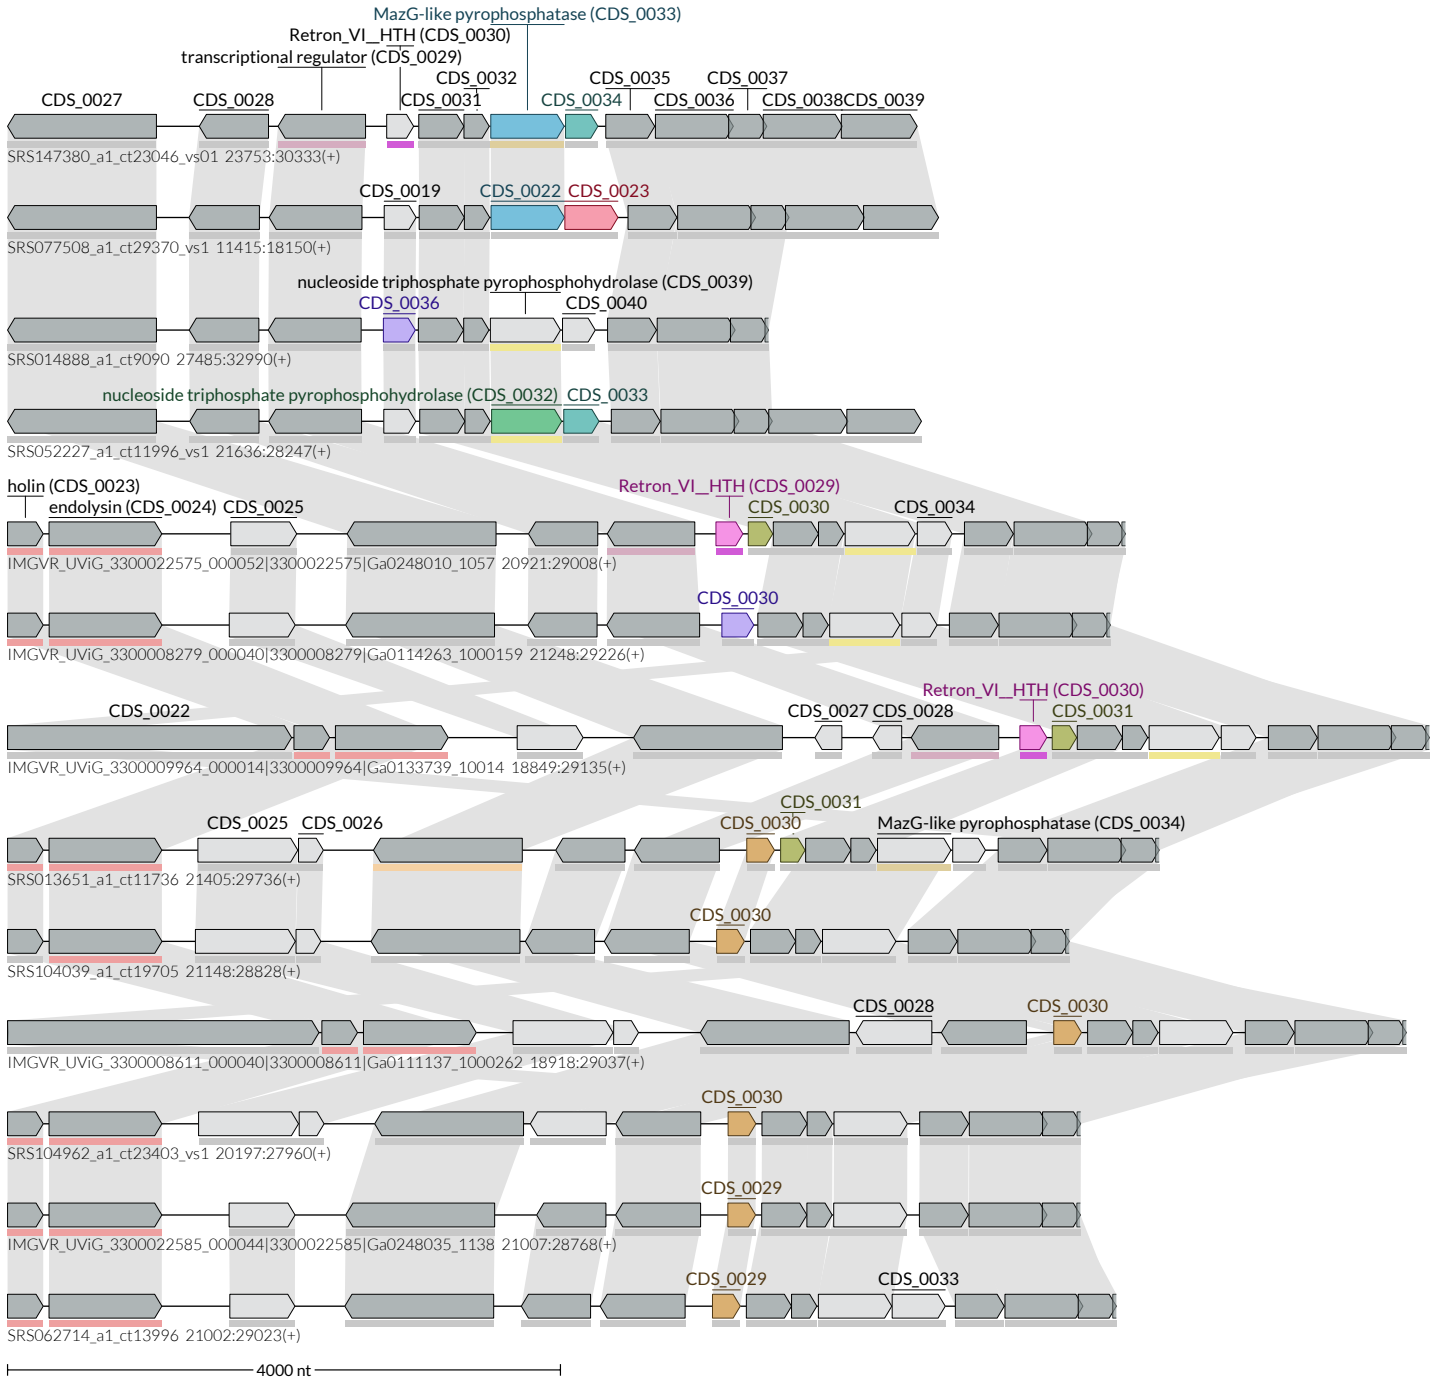 MazG-like pyrophosphatase (CDS_0033)
Retron_VI__HTH (CDS_0030)
transcriptional regulator (CDS_0029)
CDS_0032 CDS_0035 CDS_0037
CDS_0027 CDS_0028 CDS_0031 CDS_0034 CDS_0036 CDS_0038 CDS_0039
SRS147380_a1_ct23046_vs01 23753:30333(+)
CDS_0019 CDS_0022 CDS_0023
SRS077508_a1_ct29370_vs1 11415:18150(+)
nucleoside triphosphate pyrophosphohydrolase (CDS_0039)
CDS_0036 CDS_0040
SRS014888_a1_ct9090 27485:32990(+)
nucleoside triphosphate pyrophosphohydrolase (CDS_0032) CDS_0033
SRS052227_a1_ct11996_vs1 21636:28247(+)
holin (CDS_0023) Retron_VI__HTH (CDS_0029)
endolysin (CDS_0024) CDS_0025 CDS_0030 CDS_0034
IMGVR_UViG_3300022575_000052|3300022575|Ga0248010_1057 20921:29008(+)
CDS_0030
IMGVR_UViG_3300008279_000040|3300008279|Ga0114263_1000159 21248:29226(+)
Retron_VI__HTH (CDS_0030)
CDS_0022 CDS_0027 CDS_0028 CDS_0031
IMGVR_UViG_3300009964_000014|3300009964|Ga0133739_10014 18849:29135(+)
CDS_0031
CDS_0025 CDS_0026 CDS_0030 MazG-like pyrophosphatase (CDS_0034)
SRS013651_a1_ct11736 21405:29736(+)
CDS_0030
SRS104039_a1_ct19705 21148:28828(+)
CDS_0028 CDS_0030
IMGVR_UViG_3300008611_000040|3300008611|Ga0111137_1000262 18918:29037(+)
CDS_0030
SRS104962_a1_ct23403_vs1 20197:27960(+)
CDS_0029
IMGVR_UViG_3300022585_000044|3300022585|Ga0248035_1138 21007:28768(+)
CDS_0029 CDS_0033
SRS062714_a1_ct13996 21002:29023(+)
4000 nt